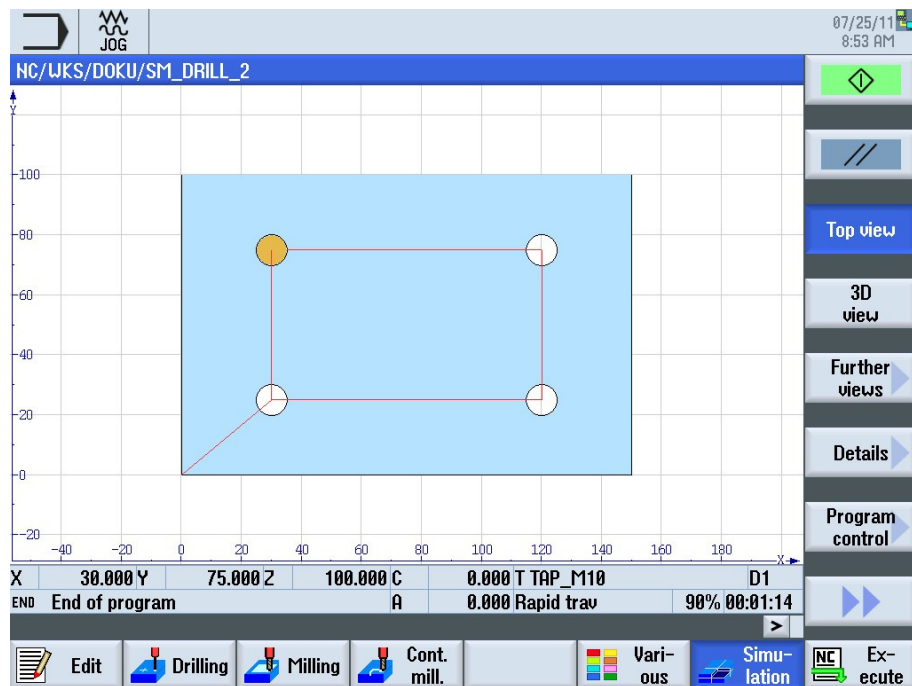 JOG
07/25/11
8:53 AM
NC/WKS/DOKU/SM_DRILL_2
Y
100
80
Top view
60
3D
view
40
Further
views
20
0
Details
-20
Program
control
-40 -20 0 20 40 60 80 100 120 140 160 180
X
X 30.000 Y 75.000 Z 100.000 C 0.000 T TAP_M10 D1
END End of program A 0.000 Rapid trav 90% 00:01:14
>
Edit
Drilling
Milling
Cont.
mill.
Vari-
ous
Simu-
lation
NC
Ex-
ecute